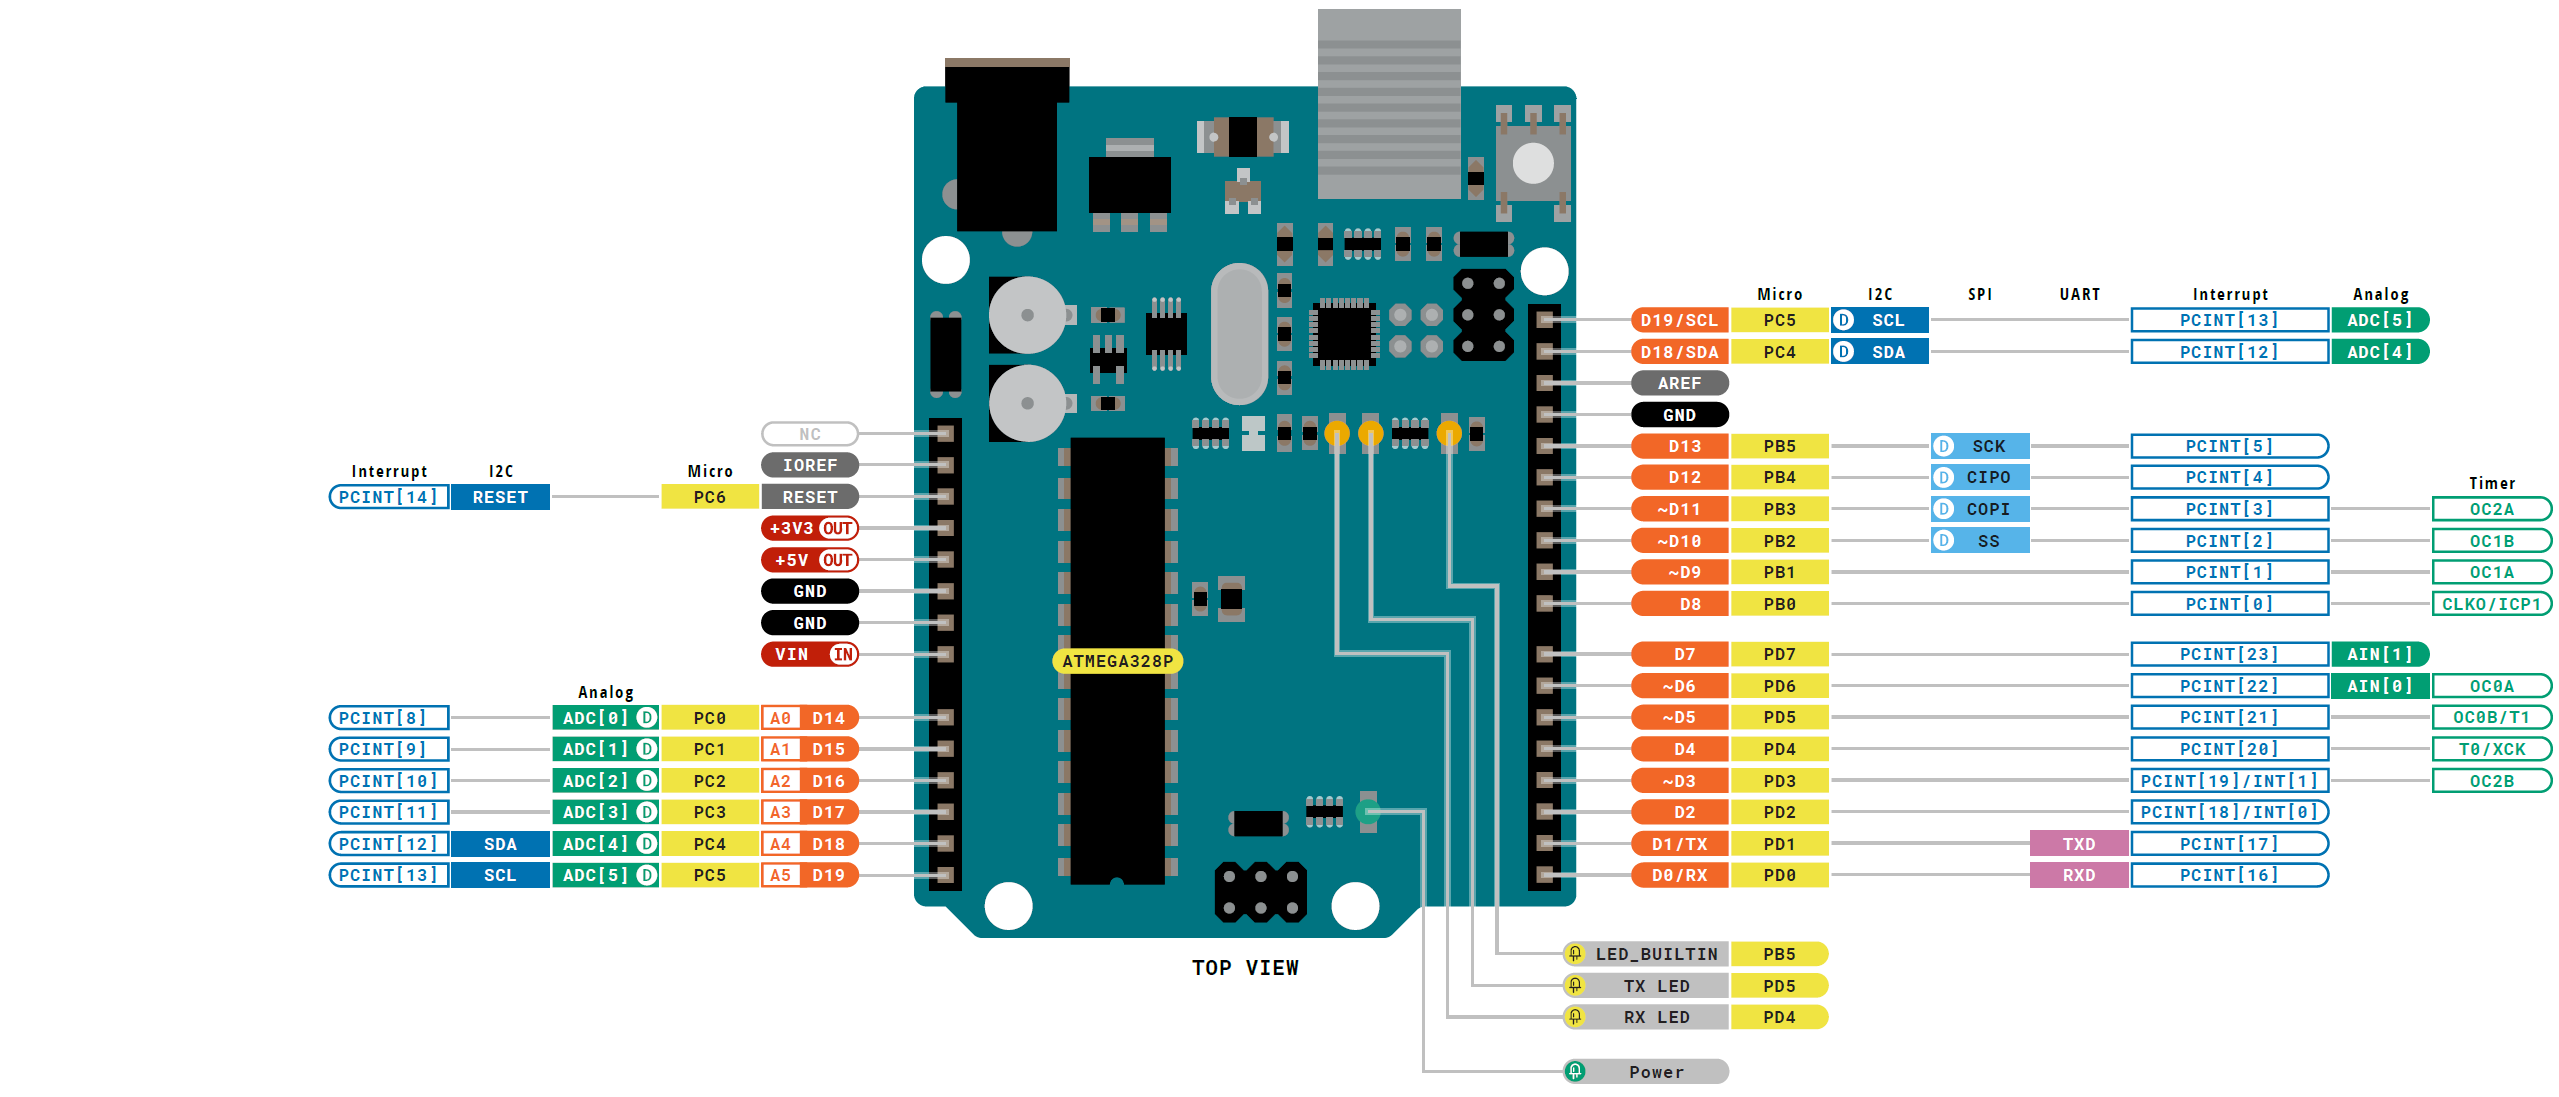 Micro I2C SPI UART Interrupt Analog
D19/SCL PC5 D SCL PCINT[13] ADC[5]
D18/SDA PC4 D SDA PCINT[12] ADC[4]
AREF
GND
D13 PB5 D SCK PCINT[5]
D12 PB4 D CIPO PCINT[4]
Timer
~D11 PB3 D COPI PCINT[3] OC2A
~D10 PB2 D SS PCINT[2] OC1B
~D9 PB1 PCINT[1] OC1A
D8 PB0 PCINT[0] CLKO/ICP1
D7 PD7 PCINT[23] AIN[1]
~D6 PD6 PCINT[22] AIN[0] OC0A
~D5 PD5 PCINT[21] OC0B/T1
D4 PD4 PCINT[20] T0/XCK
~D3 PD3 PCINT[19]/INT[1] OC2B
D2 PD2 PCINT[18]/INT[0]
D1/TX PD1 TXD PCINT[17]
D0/RX PD0 RXD PCINT[16]
NC
IOREF
Interrupt I2C Micro
PCINT[14] RESET PC6 RESET
+3V3 OUT
+5V OUT
GND
GND
VIN IN
Analog
PCINT[8] ADC[0] D PC0 A0 D14
PCINT[9] ADC[1] D PC1 A1 D15
PCINT[10] ADC[2] D PC2 A2 D16
PCINT[11] ADC[3] D PC3 A3 D17
PCINT[12] SDA ADC[4] D PC4 A4 D18
PCINT[13] SCL ADC[5] D PC5 A5 D19
ATMEGA328P
TOP VIEW
LED_BUILTIN PB5
TX LED PD5
RX LED PD4
Power